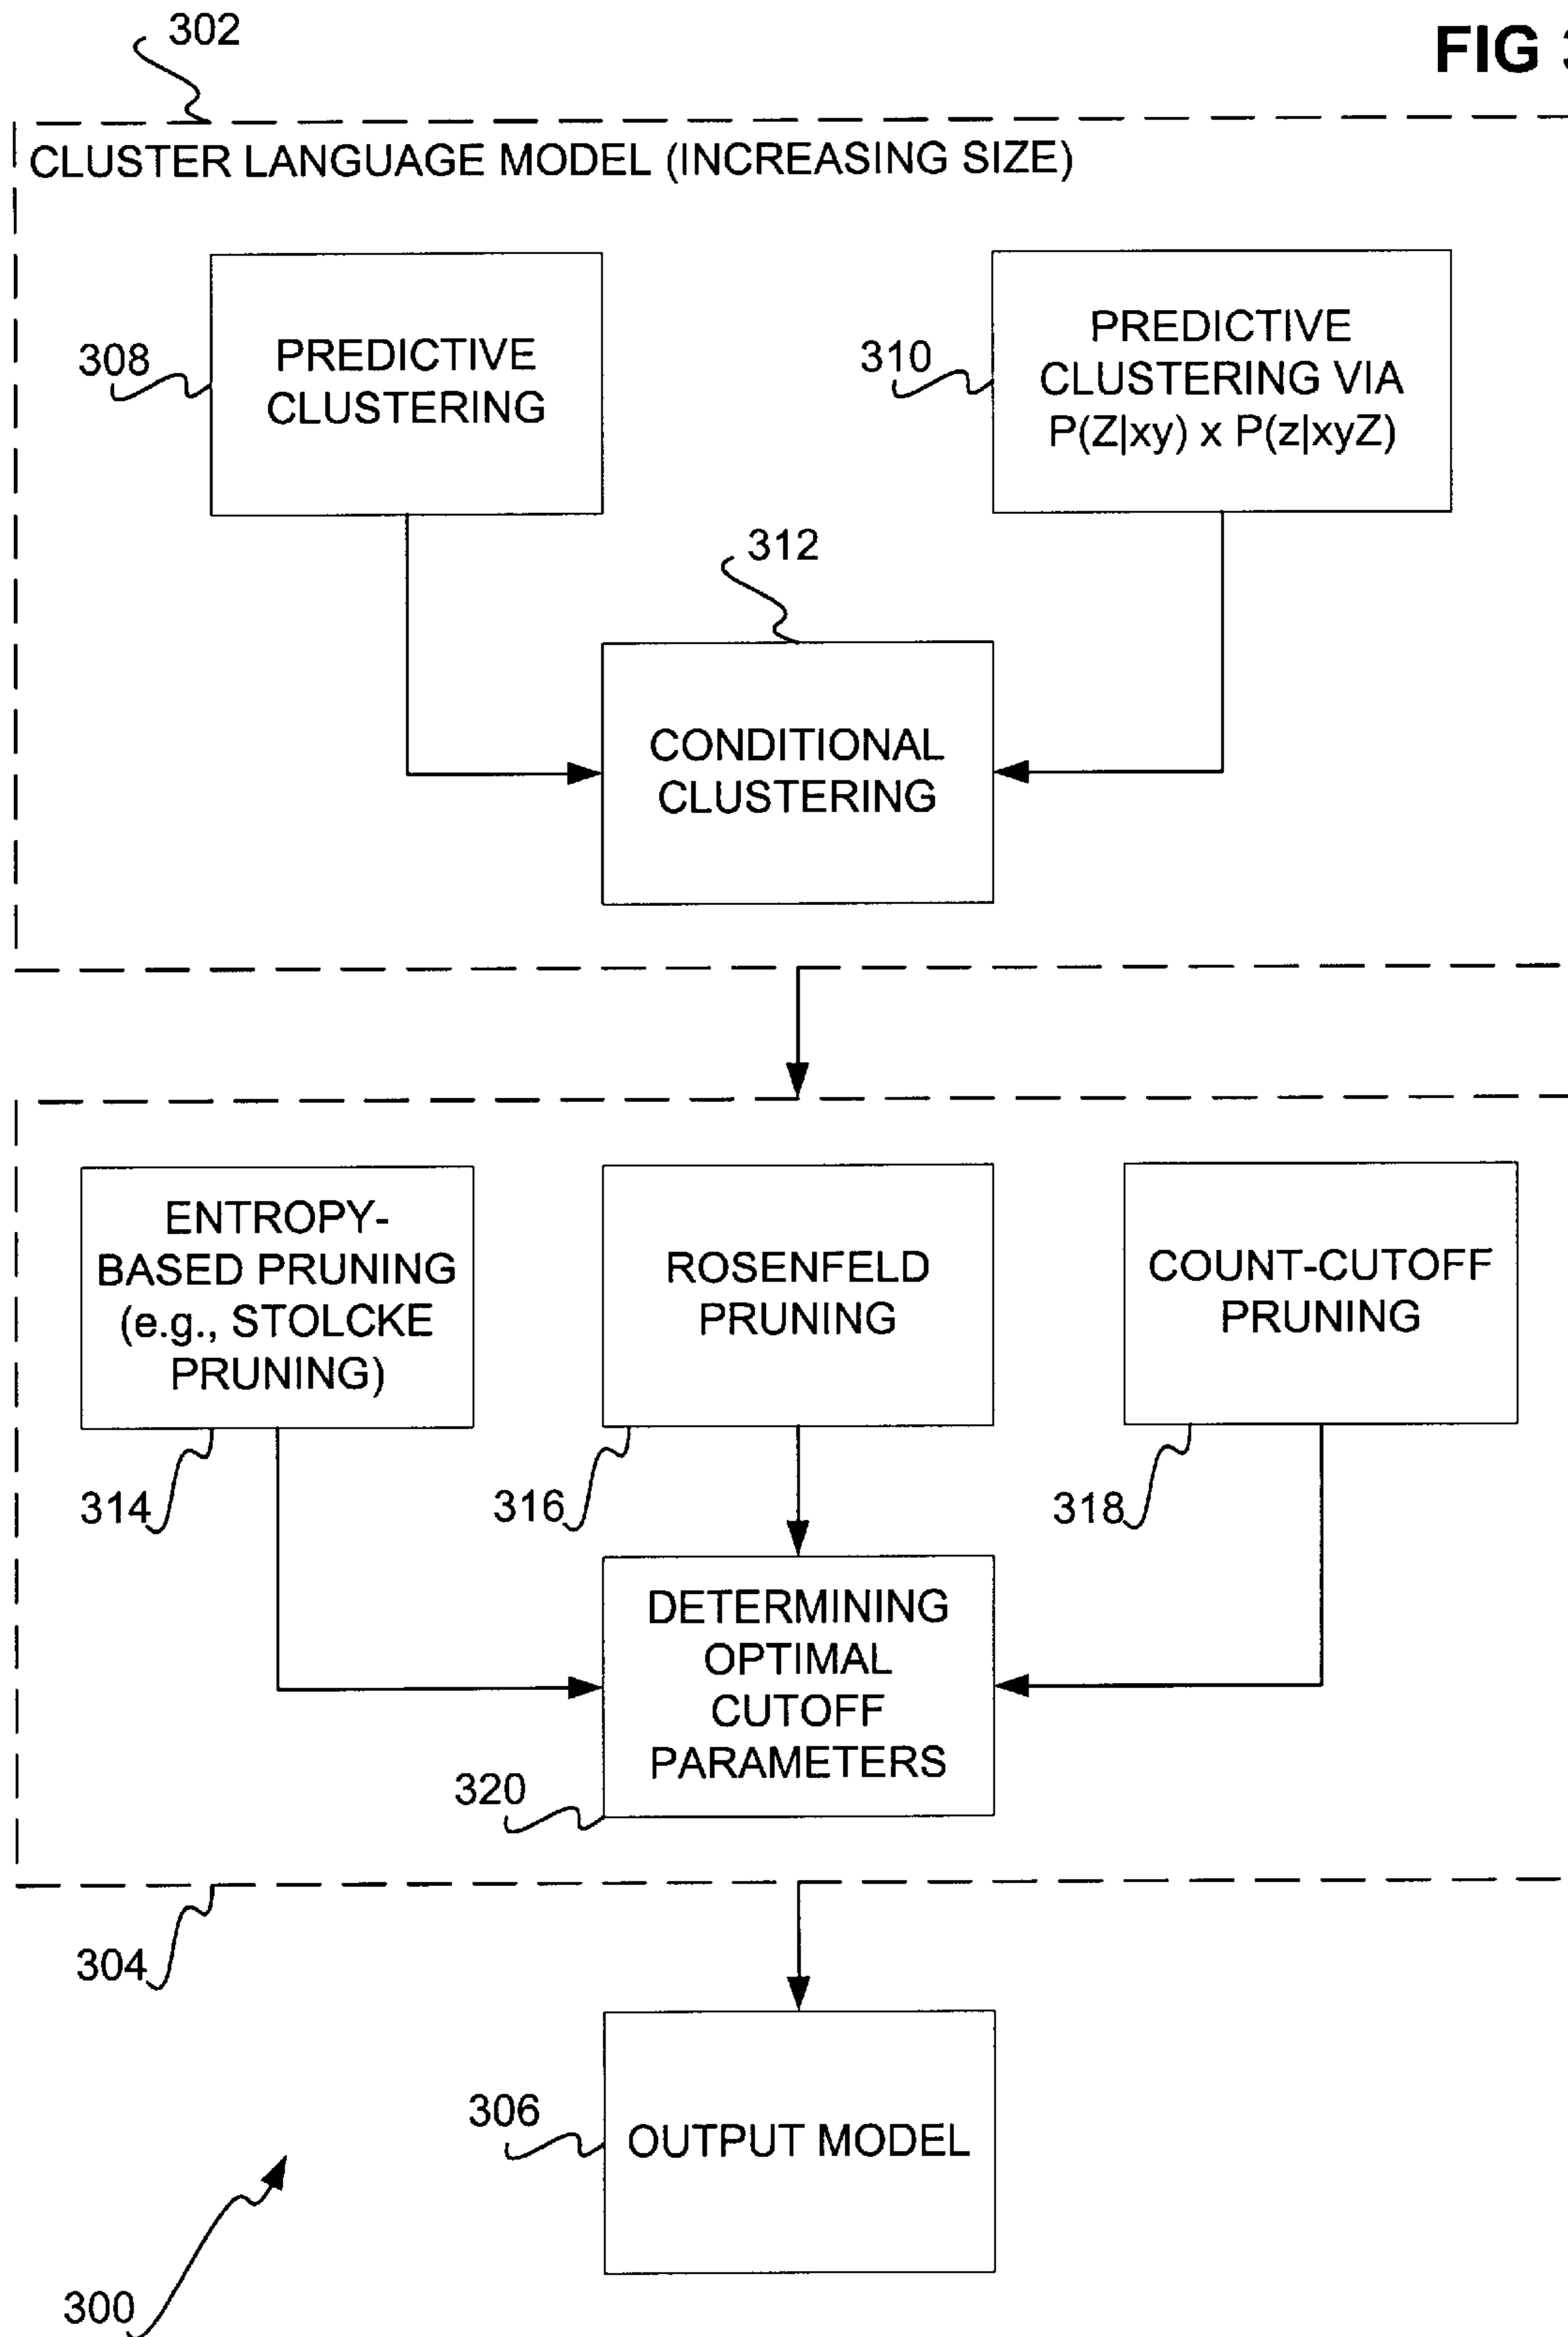 302
FIG 3
CLUSTER LANGUAGE MODEL (INCREASING SIZE)
308
PREDICTIVE
CLUSTERING
310
PREDICTIVE
CLUSTERING VIA
P(Z|xy) x P(z|xyZ)
312
CONDITIONAL
CLUSTERING
ENTROPY-
BASED PRUNING
(e.g., STOLCKE
PRUNING)
314
ROSENFELD
PRUNING
316
COUNT-CUTOFF
PRUNING
318
DETERMINING
OPTIMAL
CUTOFF
PARAMETERS
320
304
306
OUTPUT MODEL
300